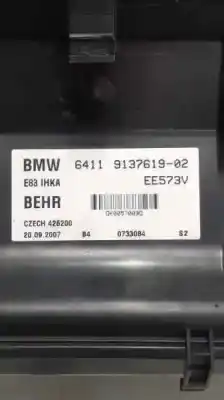 BMW 6411 9137619-02
E83 IHKA EE573V
BEHR
CZECH 426200
20.09.2007 B4 0733084 S2